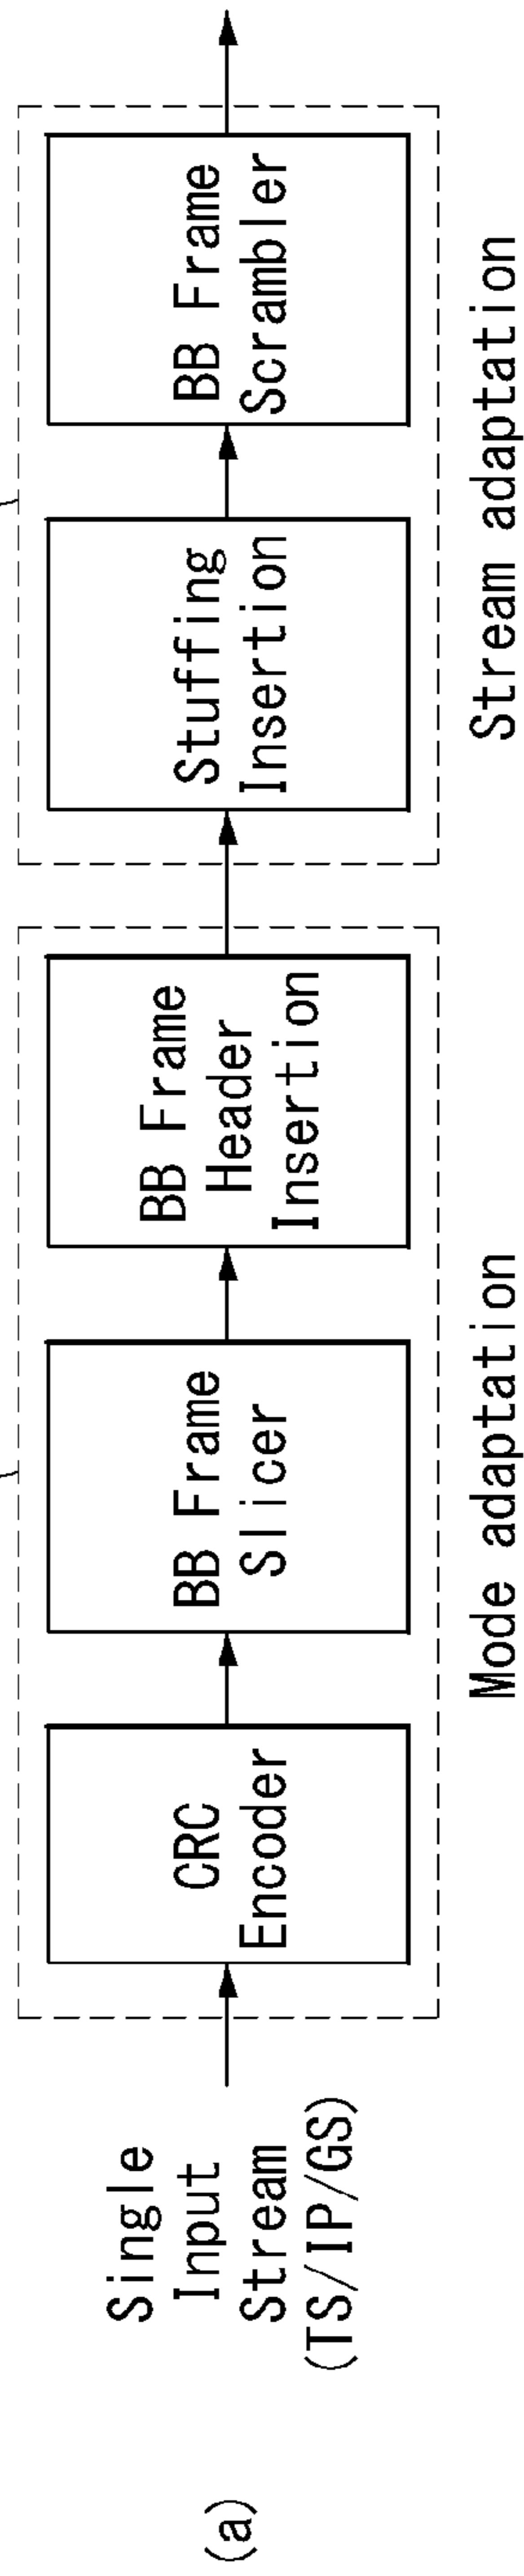 (a)
Single
Input
Stream
(TS/IP/GS)
CRC
Encoder
BB Frame
Slicer
BB Frame
Header
Insertion
Mode adaptation
Stuffing
Insertion
BB Frame
Scrambler
Stream adaptation